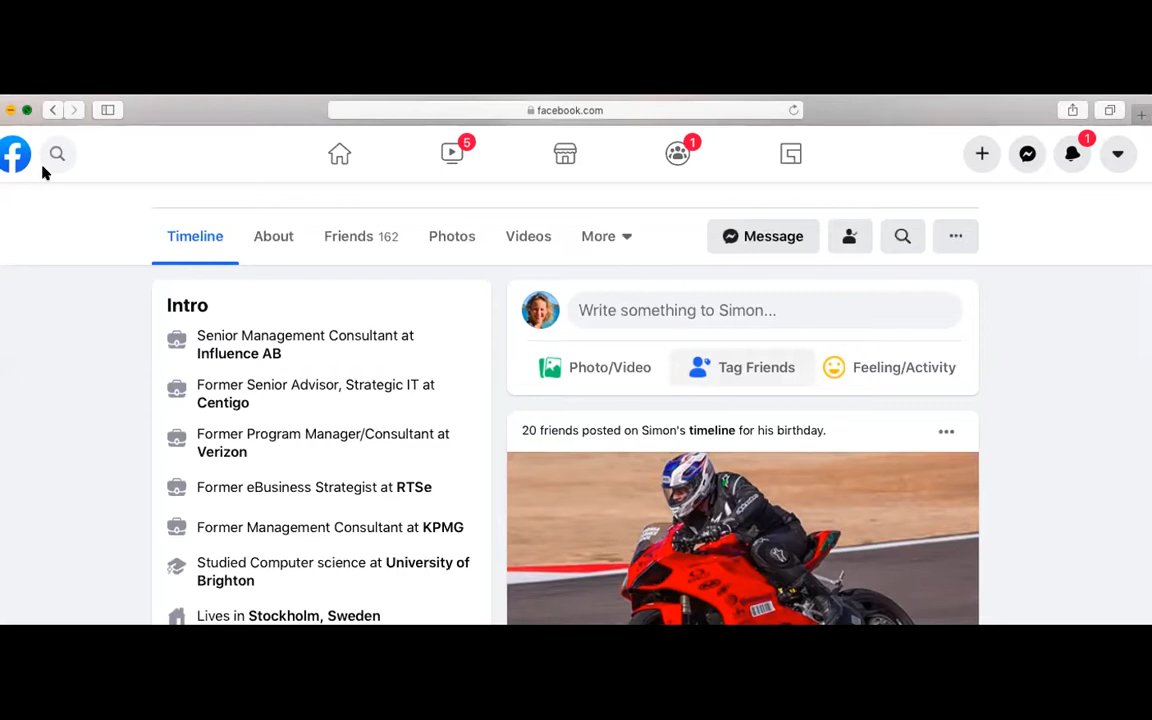 facebook.com
5
1
1
Timeline
About
Friends 162
Photos
Videos
More
Message
Intro
Senior Management Consultant at
Influence AB
Former Senior Advisor, Strategic IT at
Centigo
Former Program Manager/Consultant at
Verizon
Former eBusiness Strategist at RTSe
Former Management Consultant at KPMG
Studied Computer science at University of
Brighton
Lives in Stockholm, Sweden
Write something to Simon...
Photo/Video
Tag Friends
Feeling/Activity
20 friends posted on Simon's timeline for his birthday.